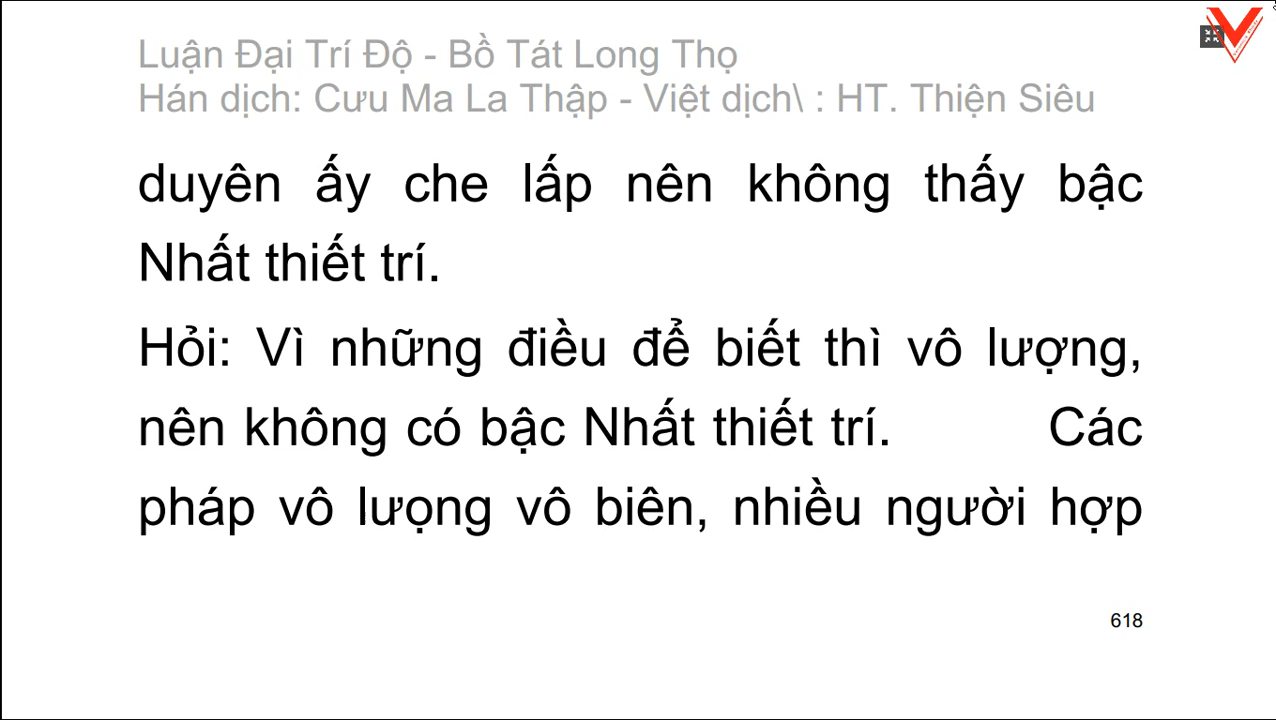 Luận Đại Trí Độ - Bồ Tát Long Thọ
Hán dịch: Cưu Ma La Thập - Việt dịch\ : HT. Thiện Siêu
duyên ấy che lấp nên không thấy bậc
Nhất thiết trí.
Hỏi: Vì những điều để biết thì vô lượng,
nên không có bậc Nhất thiết trí. Các
pháp vô lưọng vô biên, nhiều người hợp
618